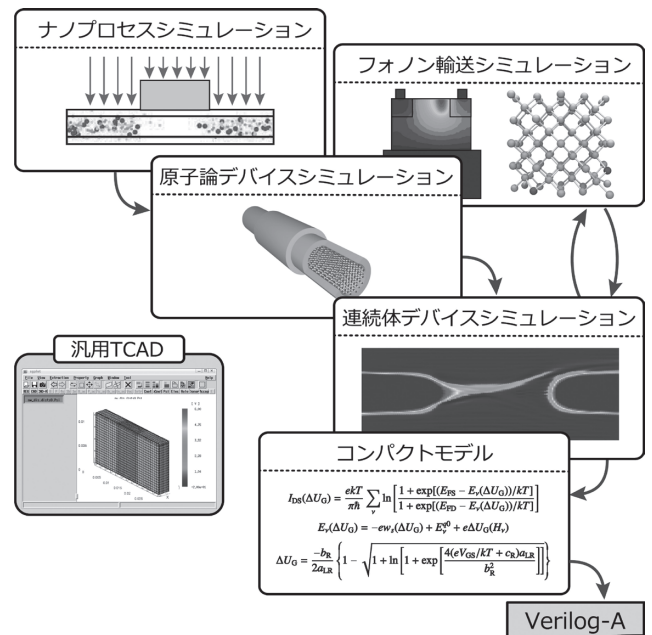 ナノプロセスシミュレーション
フォノン輸送シミュレーション
原子論デバイスシミュレーション
連続体デバイスシミュレーション
汎用TCAD
File View Extraction Property Graph Window Tool Help
コンパクトモデル
I_DS(ΔU_G) = ekT/πħ ∑_ν ln [ 1 + exp[(E_FS − E_ν(ΔU_G))/kT] / 1 + exp[(E_FD − E_ν(ΔU_G))/kT] ]
E_ν(ΔU_G) = −ew_s(ΔU_G) + E_ν^q0 + eΔU_G(H_ν)
ΔU_G = −b_R/2a_LR { 1 − √(1 + ln [ 1 + exp [ 4(eV_GS/kT + c_R)a_LR / b_R^2 ] ]) }
Verilog-A